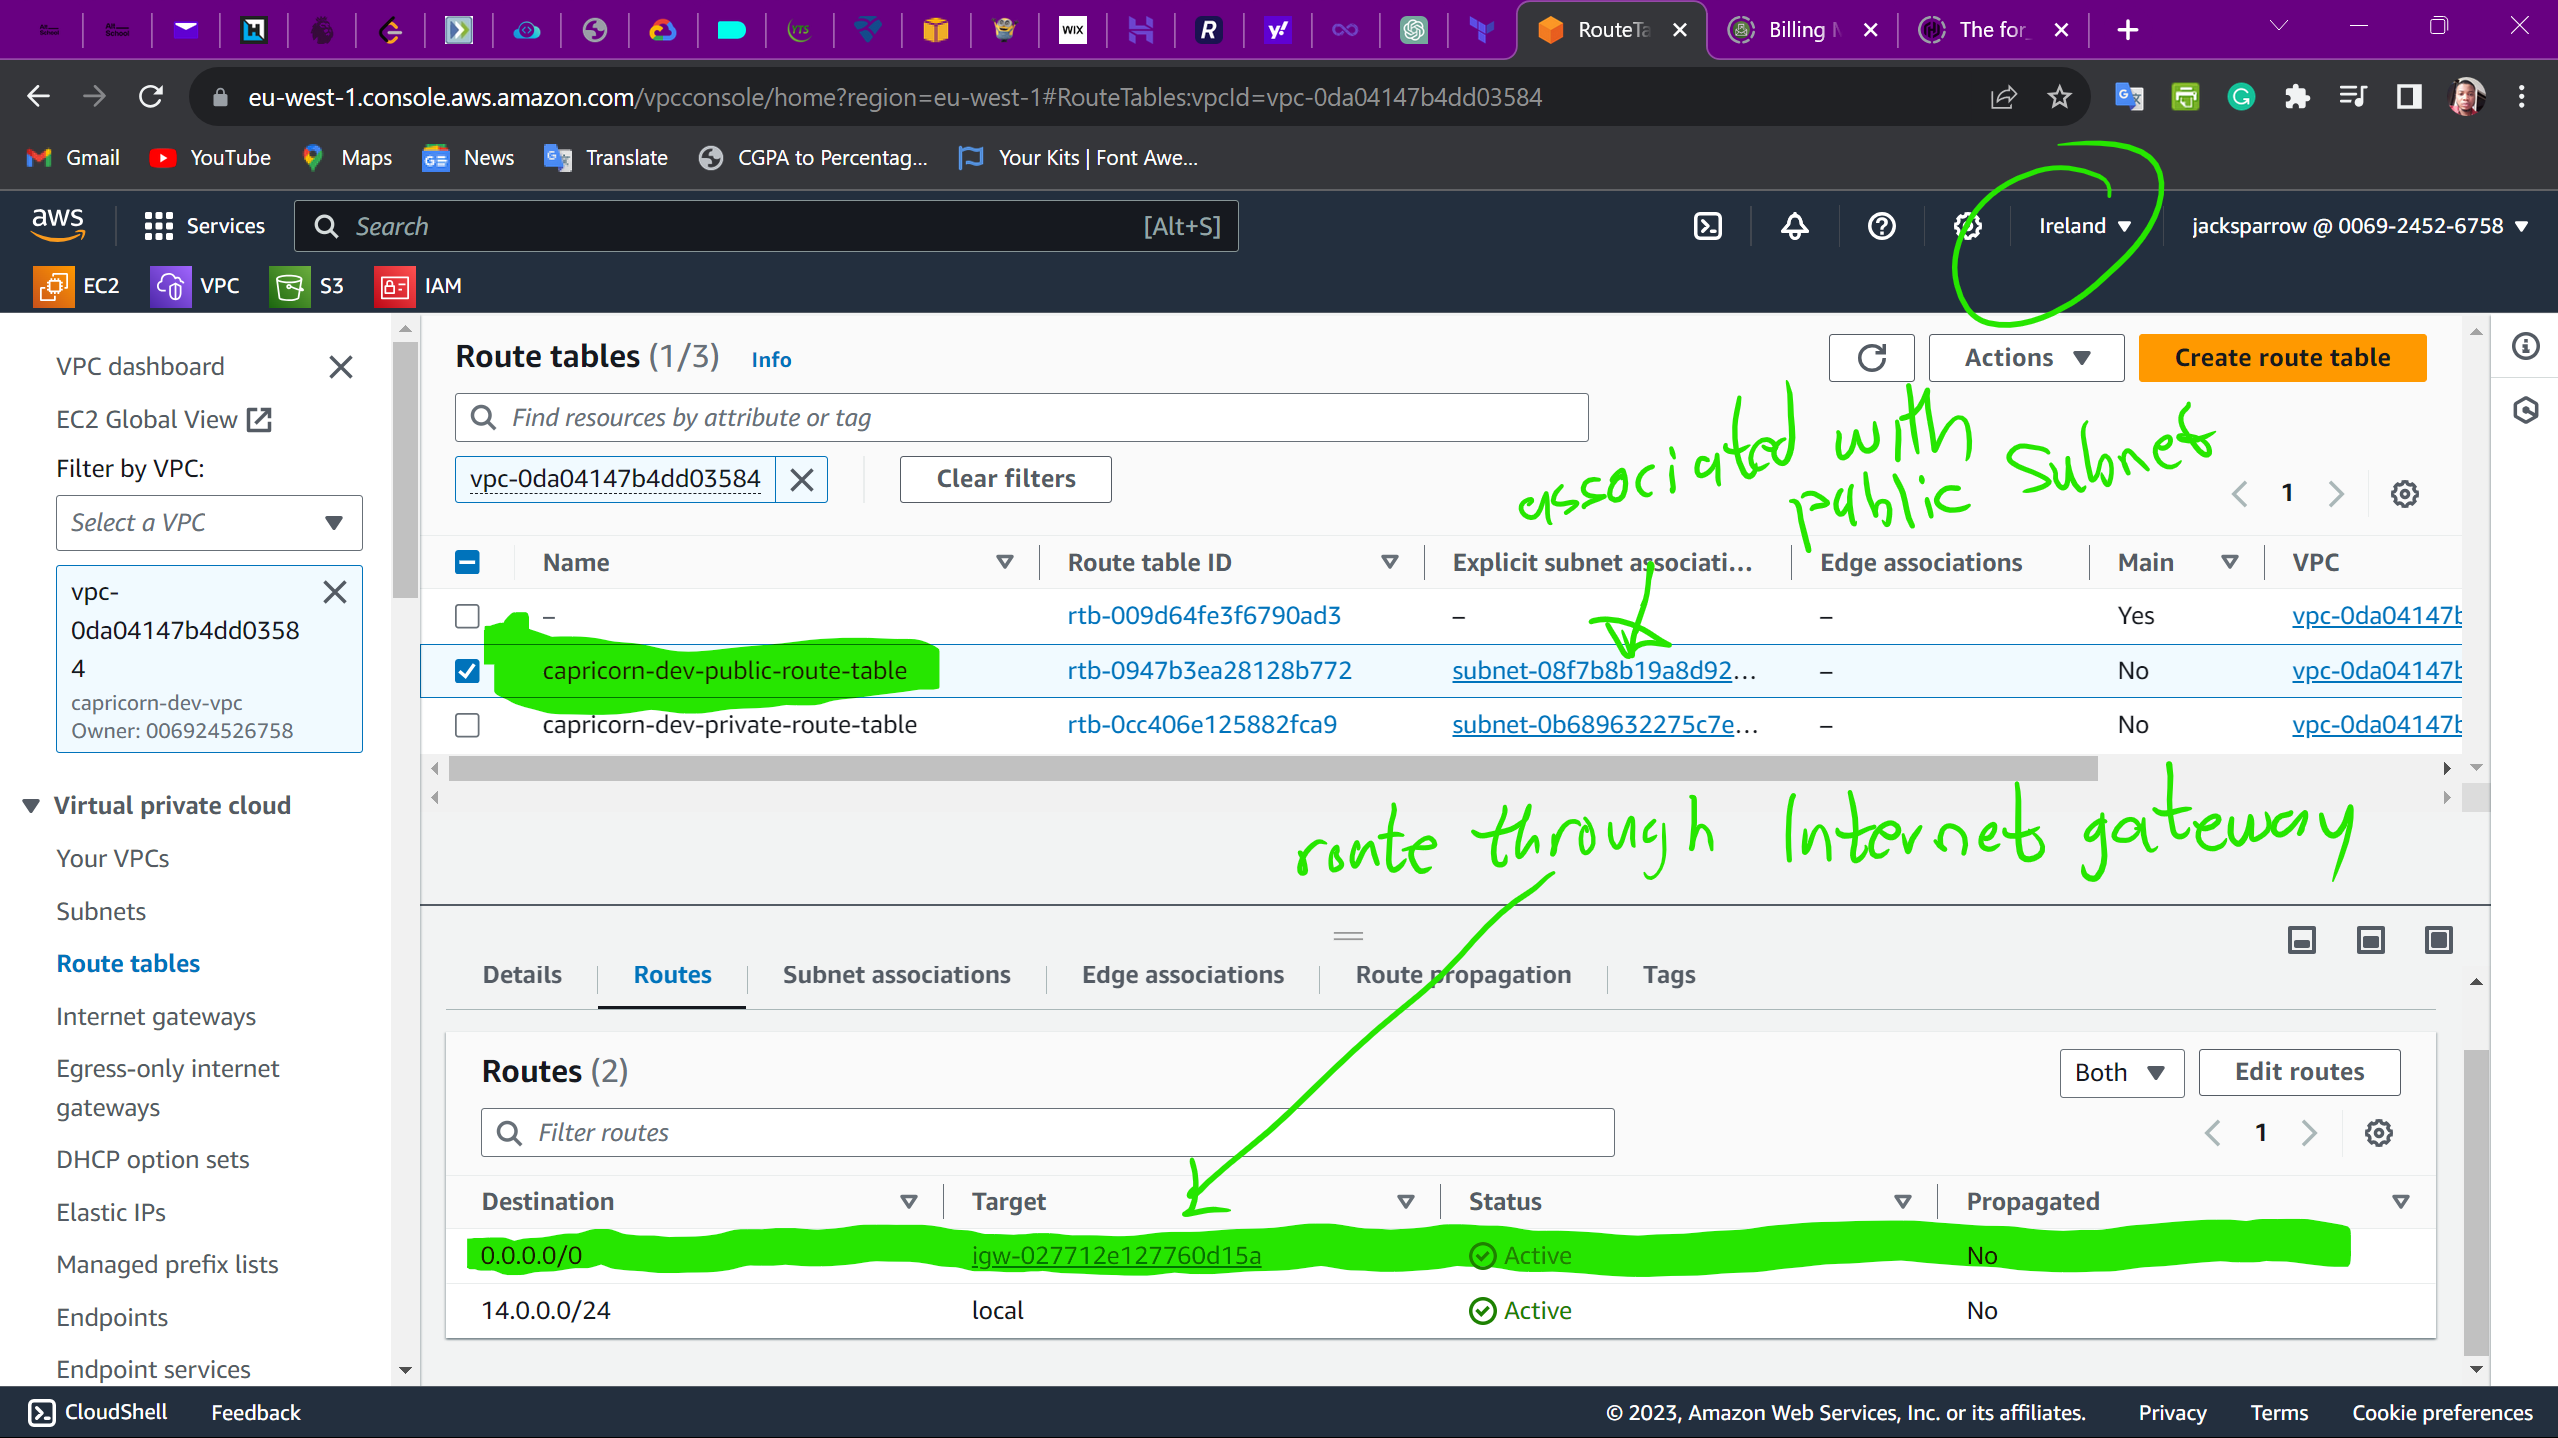 RouteTa
Billing M
The for_
eu-west-1.console.aws.amazon.com/vpcconsole/home?region=eu-west-1#RouteTables:vpcId=vpc-0da04147b4dd03584
Gmail
YouTube
Maps
News
Translate
CGPA to Percentag...
Your Kits | Font Awe...
aws
Services
Search
[Alt+S]
Ireland
jacksparrow @ 0069-2452-6758
EC2
VPC
S3
IAM
VPC dashboard
EC2 Global View
Filter by VPC:
Select a VPC
vpc-
0da04147b4dd0358
4
capricorn-dev-vpc
Owner: 006924526758
Virtual private cloud
Your VPCs
Subnets
Route tables
Internet gateways
Egress-only internet
gateways
DHCP option sets
Elastic IPs
Managed prefix lists
Endpoints
Endpoint services
Route tables (1/3) Info
Actions
Create route table
Find resources by attribute or tag
vpc-0da04147b4dd03584
Clear filters
1
associated with
public Subnet
Name Route table ID Explicit subnet associati... Edge associations Main VPC
– rtb-009d64fe3f6790ad3 – – Yes vpc-0da04147b
capricorn-dev-public-route-table rtb-0947b3ea28128b772 subnet-08f7b8b19a8d92... – No vpc-0da04147b
capricorn-dev-private-route-table rtb-0cc406e125882fca9 subnet-0b689632275c7e... – No vpc-0da04147b
route through Internet gateway
Details
Routes
Subnet associations
Edge associations
Route propagation
Tags
Routes (2)
Both
Edit routes
Filter routes
1
Destination Target Status Propagated
0.0.0.0/0 igw-027712e127760d15a Active No
14.0.0.0/24 local Active No
CloudShell
Feedback
© 2023, Amazon Web Services, Inc. or its affiliates.
Privacy
Terms
Cookie preferences